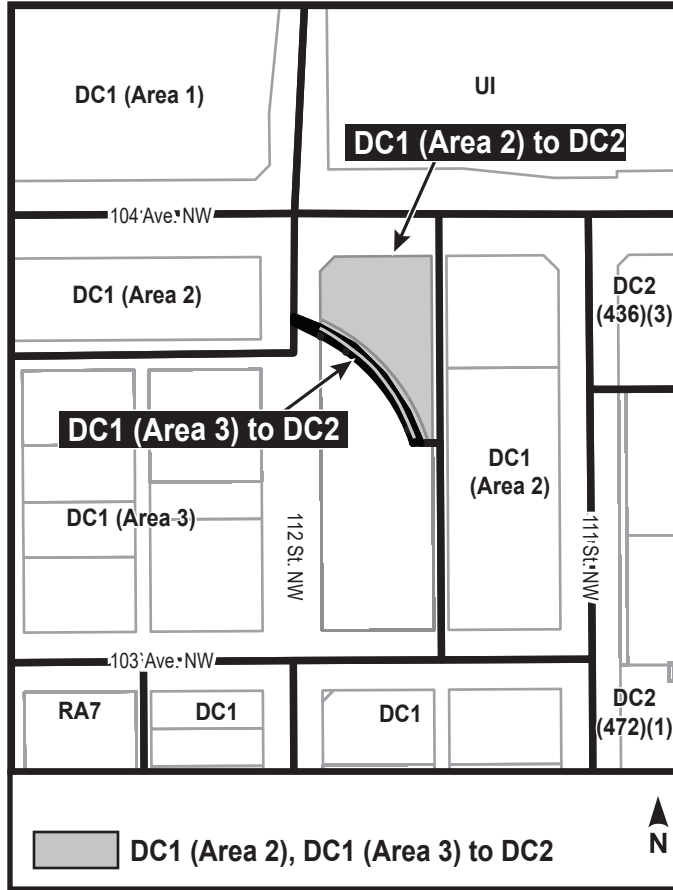 DC1 (Area 1)
UI
DC1 (Area 2) to DC2
104 Ave. NW
DC1 (Area 2)
DC2
(436)(3)
DC1 (Area 3) to DC2
DC1
(Area 2)
DC1 (Area 3)
112 St. NW
111 St. NW
103 Ave. NW
RA7
DC1
DC1
DC2
(472)(1)
DC1 (Area 2), DC1 (Area 3) to DC2
N